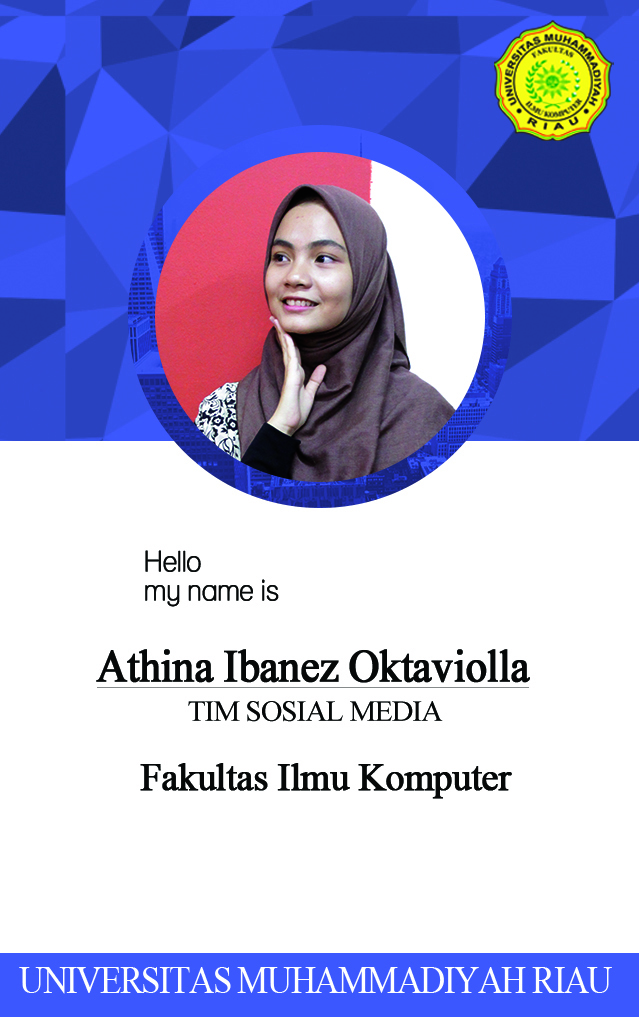 UNIVERSITAS MUHAMMADIYAH
FAKULTAS
ILMU KOMPUTER
RIAU
Hello
my name is
Athina Ibanez Oktaviolla
TIM SOSIAL MEDIA
Fakultas Ilmu Komputer
UNIVERSITAS MUHAMMADIYAH RIAU